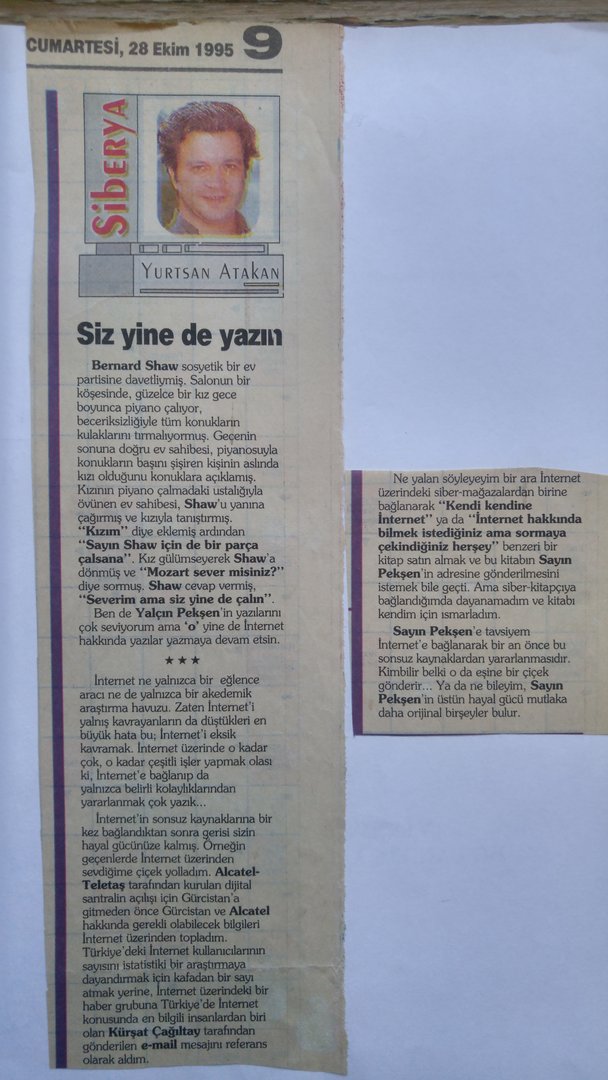 CUMARTESİ, 28 Ekim 1995 9
Siberya
YURTSAN ATAKAN
Siz yine de yazın
Bernard Shaw sosyetik bir ev
partisine davetliymiş. Salonun bir
köşesinde, güzelce bir kız gece
boyunca piyano çalıyor,
beceriksizliğiyle tüm konukların
kulaklarını tırmalıyormuş. Geçenin
sonuna doğru ev sahibesi, piyanosuyla
konukların başını şişiren kişinin aslında
kızı olduğunu konuklara açıklamış.
Kızının piyano çalmadaki ustalığıyla
övünen ev sahibesi, Shaw'u yanına
çağırmış ve kızıyla tanıştırmış.
"Kızım" diye eklemiş ardından
"Sayın Shaw için de bir parça
çalsana". Kız gülümseyerek Shaw'a
dönmüş ve "Mozart sever misiniz?"
diye sormuş. Shaw cevap vermiş,
"Severim ama siz yine de çalın".
Ben de Yalçın Pekşen'in yazılarını
çok seviyorum ama 'o' yine de İnternet
hakkında yazılar yazmaya devam etsin.
★★★
İnternet ne yalnızca bir eğlence
aracı ne de yalnızca bir akedemik
araştırma havuzu. Zaten İnternet'i
yalnış kavrayanların da düştükleri en
büyük hata bu; İnternet'i eksik
kavramak. İnternet üzerinde o kadar
çok, o kadar çeşitli işler yapmak olası
ki, İnternet'e bağlanıp da
yalnızca belirli kolaylıklarından
yararlanmak çok yazık...
İnternet'in sonsuz kaynaklarına bir
kez bağlandıktan sonra gerisi sizin
hayal gücünüze kalmış. Örneğin
geçenlerde İnternet üzerinden
sevdiğime çiçek yolladım. Alcatel-
Teletaş tarafından kurulan dijital
santralin açılışı için Gürcistan'a
gitmeden önce Gürcistan ve Alcatel
hakkında gerekli olabilecek bilgileri
İnternet üzerinden topladım.
Türkiye'deki İnternet kullanıcılarının
sayısını istatistiki bir araştırmaya
dayandırmak için kafadan bir sayı
atmak yerine, İnternet üzerindeki bir
haber grubuna Türkiye'de İnternet
konusunda en bilgili insanlardan biri
olan Kürşat Çağıltay tarafından
gönderilen e-mail mesajını referans
olarak aldım.
Ne yalan söyleyeyim bir ara İnternet
üzerindeki siber-mağazalardan birine
bağlanarak "Kendi kendine
İnternet" ya da "İnternet hakkında
bilmek istediğiniz ama sormaya
çekindiğiniz herşey" benzeri bir
kitap satın almak ve bu kitabın Sayın
Pekşen'in adresine gönderilmesini
istemek bile geçti. Ama siber-kitapçıya
bağlandığımda dayanamadım ve kitabı
kendim için ısmarladım.
Sayın Pekşen'e tavsiyem
İnternet'e bağlanarak bir an önce bu
sonsuz kaynaklardan yararlanmasıdır.
Kimbilir belki o da eşine bir çiçek
gönderir... Ya da ne bileyim, Sayın
Pekşen'in üstün hayal gücü mutlaka
daha orijinal birşeyler bulur.